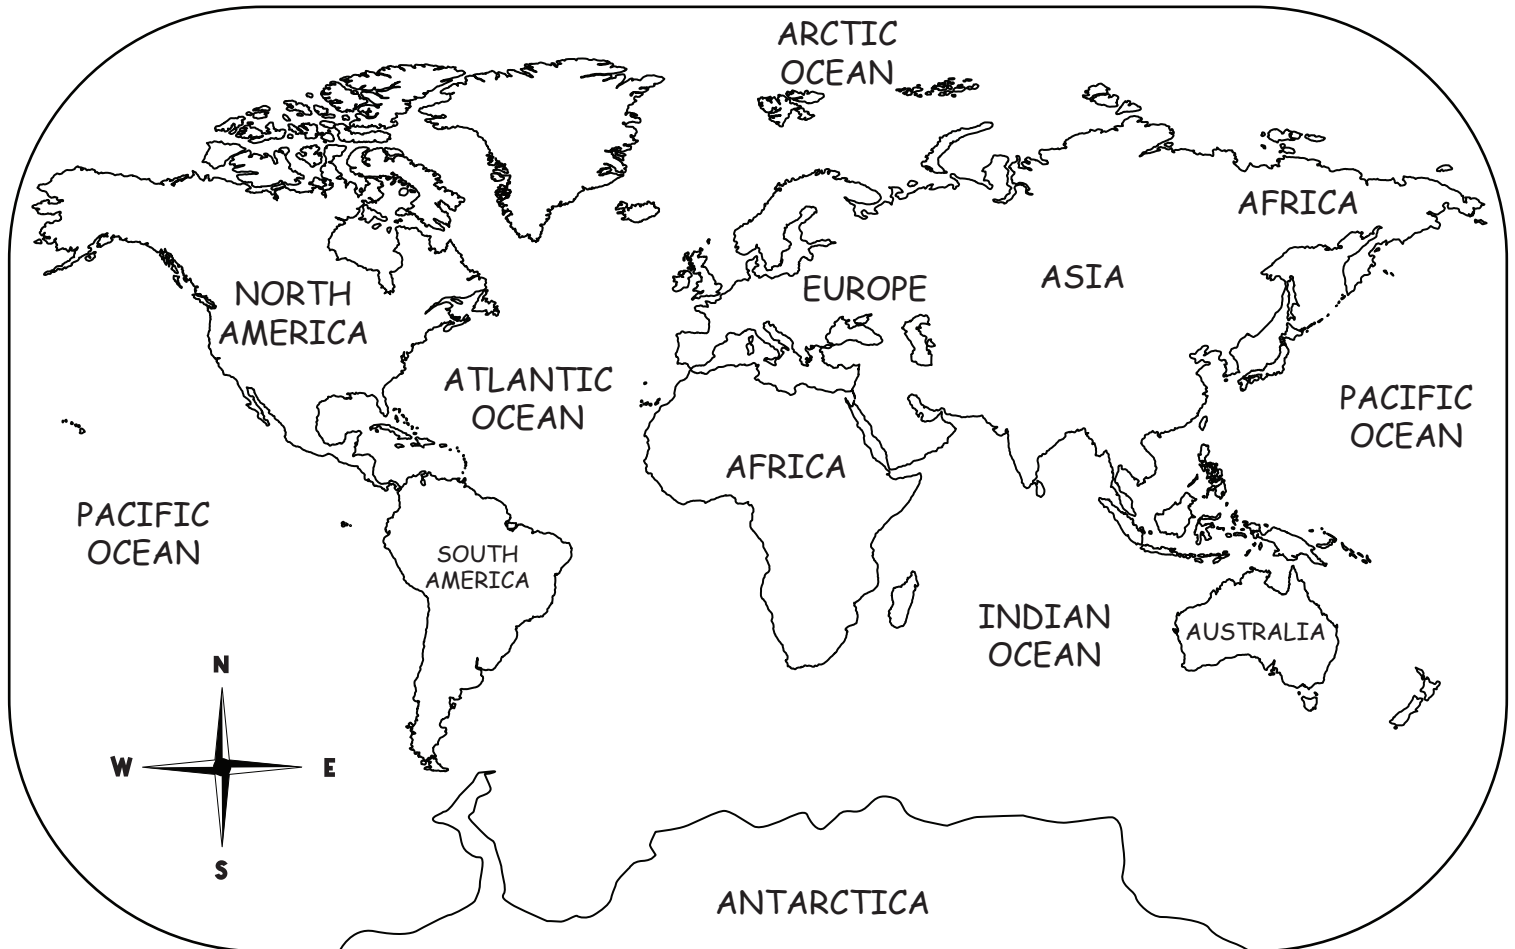 ARCTIC
OCEAN
AFRICA
ASIA
EUROPE
NORTH
AMERICA
ATLANTIC
OCEAN
PACIFIC
OCEAN
AFRICA
PACIFIC
OCEAN
SOUTH
AMERICA
INDIAN
OCEAN
AUSTRALIA
N
W E
S
ANTARCTICA